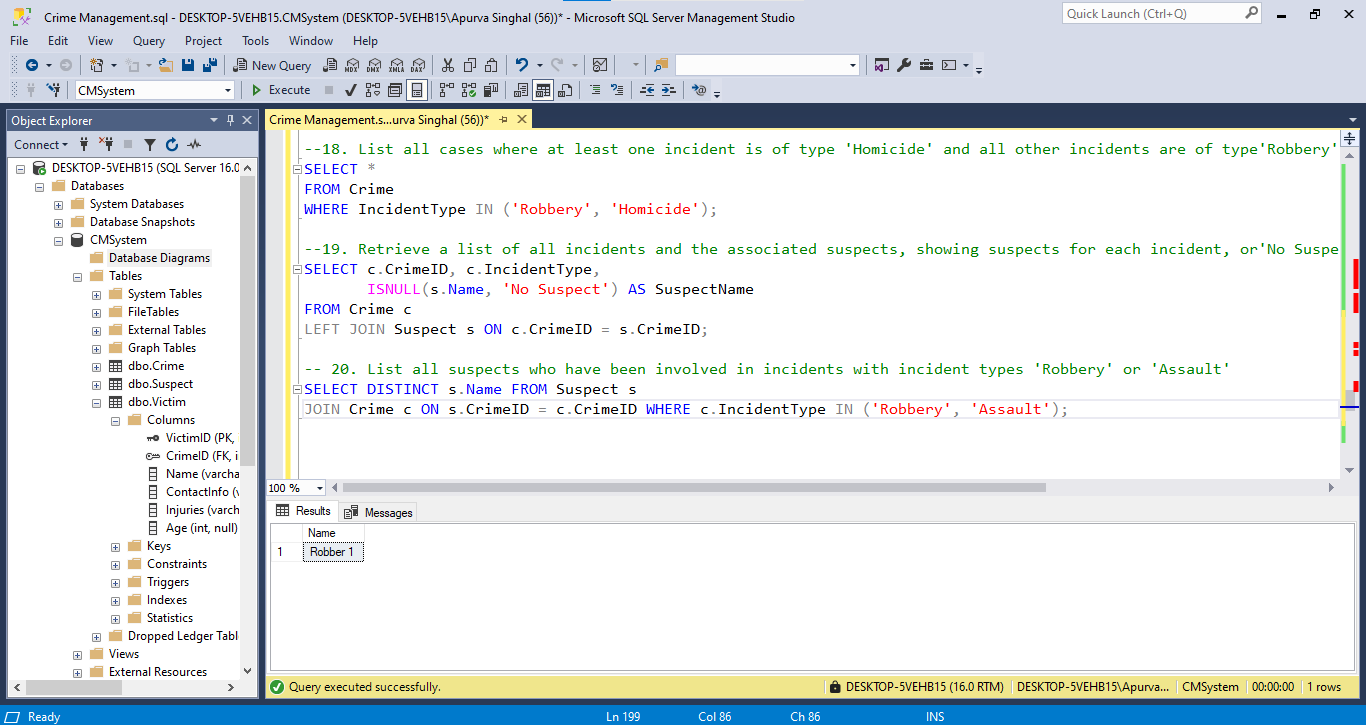 Crime Management.sql - DESKTOP-5VEHB15.CMSystem (DESKTOP-5VEHB15\Apurva Singhal (56))* - Microsoft SQL Server Management Studio
Quick Launch (Ctrl+Q)
File Edit View Query Project Tools Window Help
New Query MDX DMX XMLA DAX
CMSystem Execute
Object Explorer
Connect
DESKTOP-5VEHB15 (SQL Server 16.0
Databases
System Databases
Database Snapshots
CMSystem
Database Diagrams
Tables
System Tables
FileTables
External Tables
Graph Tables
dbo.Crime
dbo.Suspect
dbo.Victim
Columns
VictimID (PK,
CrimeID (FK, i
Name (varcha
ContactInfo (v
Injuries (varch
Age (int, null)
Keys
Constraints
Triggers
Indexes
Statistics
Dropped Ledger Tabl
Views
External Resources
Crime Management.s...urva Singhal (56))*
--18. List all cases where at least one incident is of type 'Homicide' and all other incidents are of type'Robbery'
SELECT *
FROM Crime
WHERE IncidentType IN ('Robbery', 'Homicide');
--19. Retrieve a list of all incidents and the associated suspects, showing suspects for each incident, or'No Suspe
SELECT c.CrimeID, c.IncidentType,
ISNULL(s.Name, 'No Suspect') AS SuspectName
FROM Crime c
LEFT JOIN Suspect s ON c.CrimeID = s.CrimeID;
-- 20. List all suspects who have been involved in incidents with incident types 'Robbery' or 'Assault'
SELECT DISTINCT s.Name FROM Suspect s
JOIN Crime c ON s.CrimeID = c.CrimeID WHERE c.IncidentType IN ('Robbery', 'Assault');
100 %
Results Messages
Name
1 Robber 1
Query executed successfully.
DESKTOP-5VEHB15 (16.0 RTM) DESKTOP-5VEHB15\Apurva... CMSystem 00:00:00 1 rows
Ready Ln 199 Col 86 Ch 86 INS